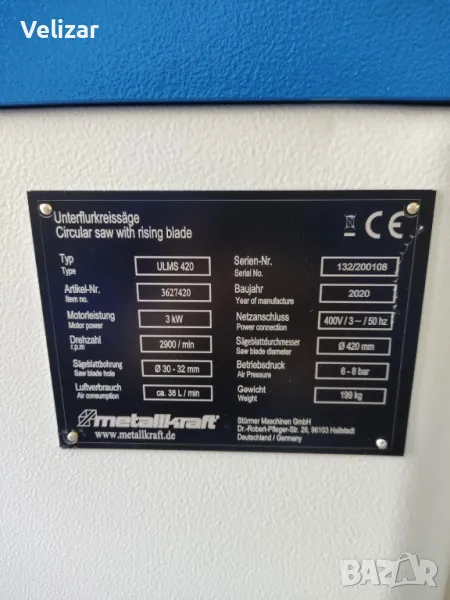 Velizar
Unterflurkreissäge
Circular saw with rising blade
CE
Typ
Type
ULMS 420
Serien-Nr.
Serial No.
132/200108
Artikel-Nr.
Item no.
3627420
Baujahr
Year of manufacture
2020
Motorleistung
Motor power
3 kW
Netzanschluss
Power connection
400V / 3 ~ / 50 hz
Drehzahl
r.p.m
2900 / min
Sägeblattdurchmesser
Saw blade diameter
Ø 420 mm
Sägeblattbohrung
Saw blade hole
Ø 30 - 32 mm
Betriebsdruck
Air Pressure
6 - 8 bar
Luftverbrauch
Air consumption
ca. 38 L / min
Gewicht
Weight
199 kg
metallkraft®
www.metallkraft.de
Stürmer Maschinen GmbH
Dr.-Robert-Pfleger-Str. 26, 96103 Hallstadt
Deutschland / Germany
BAZAR